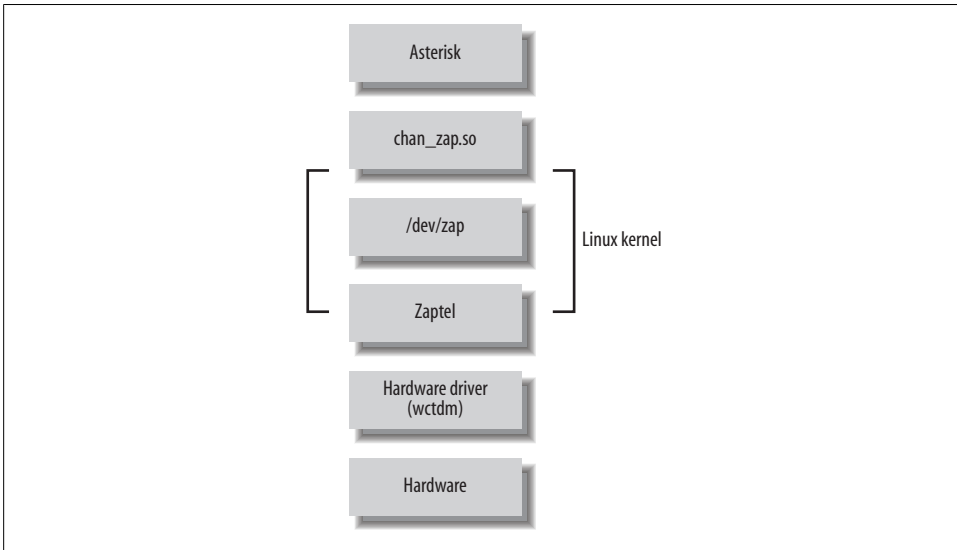 Asterisk
chan_zap.so
/dev/zap
Linux kernel
Zaptel
Hardware driver
(wctdm)
Hardware